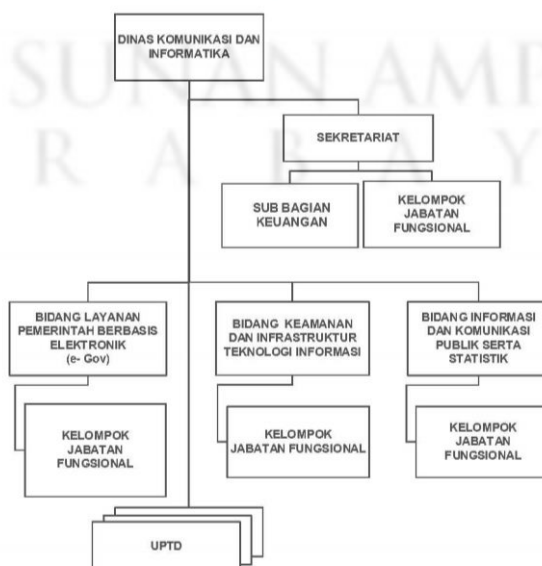 SUNAN AMP
R A B A Y
DINAS KOMUNIKASI DAN
INFORMATIKA
SEKRETARIAT
SUB BAGIAN
KEUANGAN
KELOMPOK
JABATAN
FUNGSIONAL
BIDANG LAYANAN
PEMERINTAH BERBASIS
ELEKTRONIK
(e- Gov)
BIDANG KEAMANAN
DAN INFRASTRUKTUR
TEKNOLOGI INFORMASI
BIDANG INFORMASI
DAN KOMUNIKASI
PUBLIK SERTA
STATISTIK
KELOMPOK
JABATAN
FUNGSIONAL
KELOMPOK
JABATAN FUNGSIONAL
KELOMPOK
JABATAN
FUNGSIONAL
UPTD